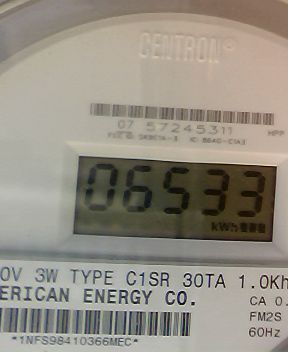 CENTRON®
07 57245311
HPP
06533
kWh
0V 3W TYPE C1SR 30TA 1.0Kh
ERICAN ENERGY CO.
CA 0.
FM2S
60Hz
*1NFS98410366MEC*